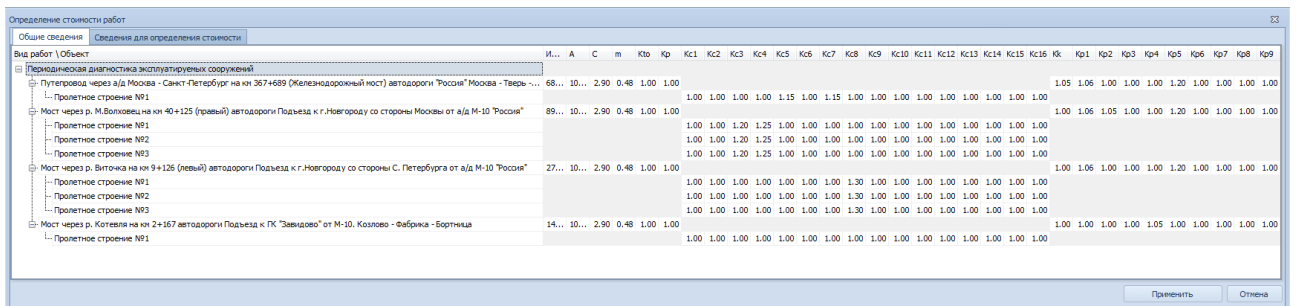 Определение стоимости работ
Общие сведения Сведения для определения стоимости
Вид работ \ Объект И... А С m Kto Kp Kc1 Kc2 Kc3 Kc4 Kc5 Kc6 Kc7 Kc8 Kc9 Kc10 Kc11 Kc12 Kc13 Kc14 Kc15 Kc16 Kk Kp1 Kp2 Kp3 Kp4 Kp5 Kp6 Kp7 Kp8 Kp9
Периодическая диагностика эксплуатируемых сооружений
Путепровод через а/д Москва - Санкт-Петербург на км 367+689 (Железнодорожный мост) автодороги "Россия" Москва - Тверь -... 68... 10... 2.90 0.48 1.00 1.00 1.05 1.06 1.00 1.00 1.00 1.20 1.00 1.00 1.00 1.00
Пролетное строение №1 1.00 1.00 1.00 1.00 1.15 1.00 1.15 1.00 1.00 1.00 1.00 1.00 1.00 1.00 1.00 1.00
Мост через р. М.Волховец на км 40+125 (правый) автодороги Подъезд к г.Новгороду со стороны Москвы от а/д М-10 "Россия" 89... 10... 2.90 0.48 1.00 1.00 1.00 1.06 1.05 1.00 1.00 1.20 1.00 1.00 1.00 1.00
Пролетное строение №1 1.00 1.00 1.20 1.25 1.00 1.00 1.00 1.00 1.00 1.00 1.00 1.00 1.00 1.00 1.00 1.00
Пролетное строение №2 1.00 1.00 1.20 1.25 1.00 1.00 1.00 1.00 1.00 1.00 1.00 1.00 1.00 1.00 1.00 1.00
Пролетное строение №3 1.00 1.00 1.20 1.25 1.00 1.00 1.00 1.00 1.00 1.00 1.00 1.00 1.00 1.00 1.00 1.00
Мост через р. Виточка на км 9+126 (левый) автодороги Подъезд к г.Новгороду со стороны С. Петербурга от а/д М-10 "Россия" 27... 10... 2.90 0.48 1.00 1.00 1.00 1.06 1.00 1.00 1.00 1.20 1.00 1.00 1.00 1.00
Пролетное строение №1 1.00 1.00 1.00 1.00 1.00 1.00 1.00 1.30 1.00 1.00 1.00 1.00 1.00 1.00 1.00 1.00
Пролетное строение №2 1.00 1.00 1.00 1.00 1.00 1.00 1.00 1.30 1.00 1.00 1.00 1.00 1.00 1.00 1.00 1.00
Пролетное строение №3 1.00 1.00 1.00 1.00 1.00 1.00 1.00 1.30 1.00 1.00 1.00 1.00 1.00 1.00 1.00 1.00
Мост через р. Котевля на км 2+167 автодороги Подъезд к ГК "Завидово" от М-10. Козлово - Фабрика - Бортница 14... 10... 2.90 0.48 1.00 1.00 1.00 1.00 1.00 1.00 1.05 1.00 1.00 1.00 1.00 1.00
Пролетное строение №1 1.00 1.00 1.00 1.00 1.00 1.00 1.00 1.00 1.00 1.00 1.00 1.00 1.00 1.00 1.00 1.00
Применить Отмена